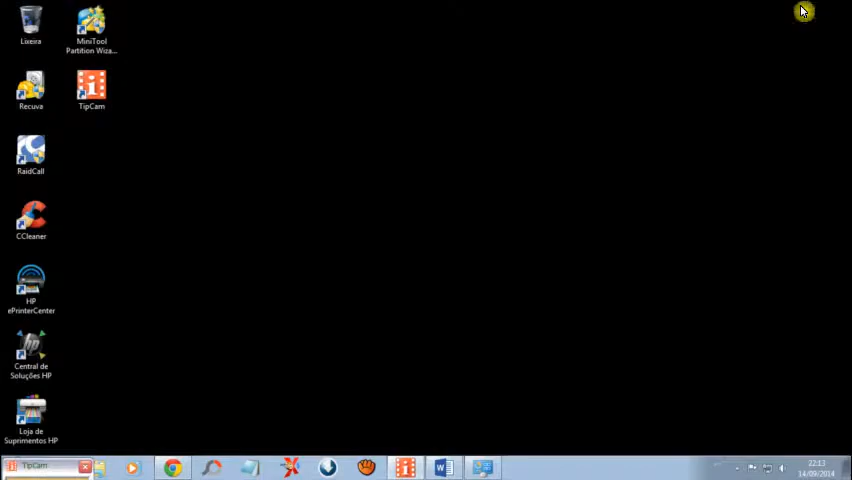 Lixeira
MiniTool
Partition Wiza...
Recuva
TipCam
RaidCall
CCleaner
HP
ePrinterCenter
Central de
Soluções HP
Loja de
Suprimentos HP
TipCam
22:13
14/09/2014